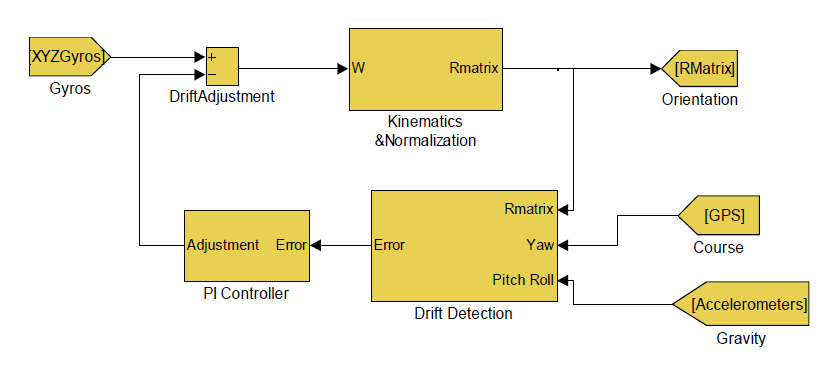 [XYZGyros]
Gyros
+
−
DriftAdjustment
W
Rmatrix
Kinematics
&Normalization
[RMatrix]
Orientation
Adjustment
Error
PI Controller
Error
Rmatrix
Yaw
Pitch Roll
Drift Detection
[GPS]
Course
[Accelerometers]
Gravity